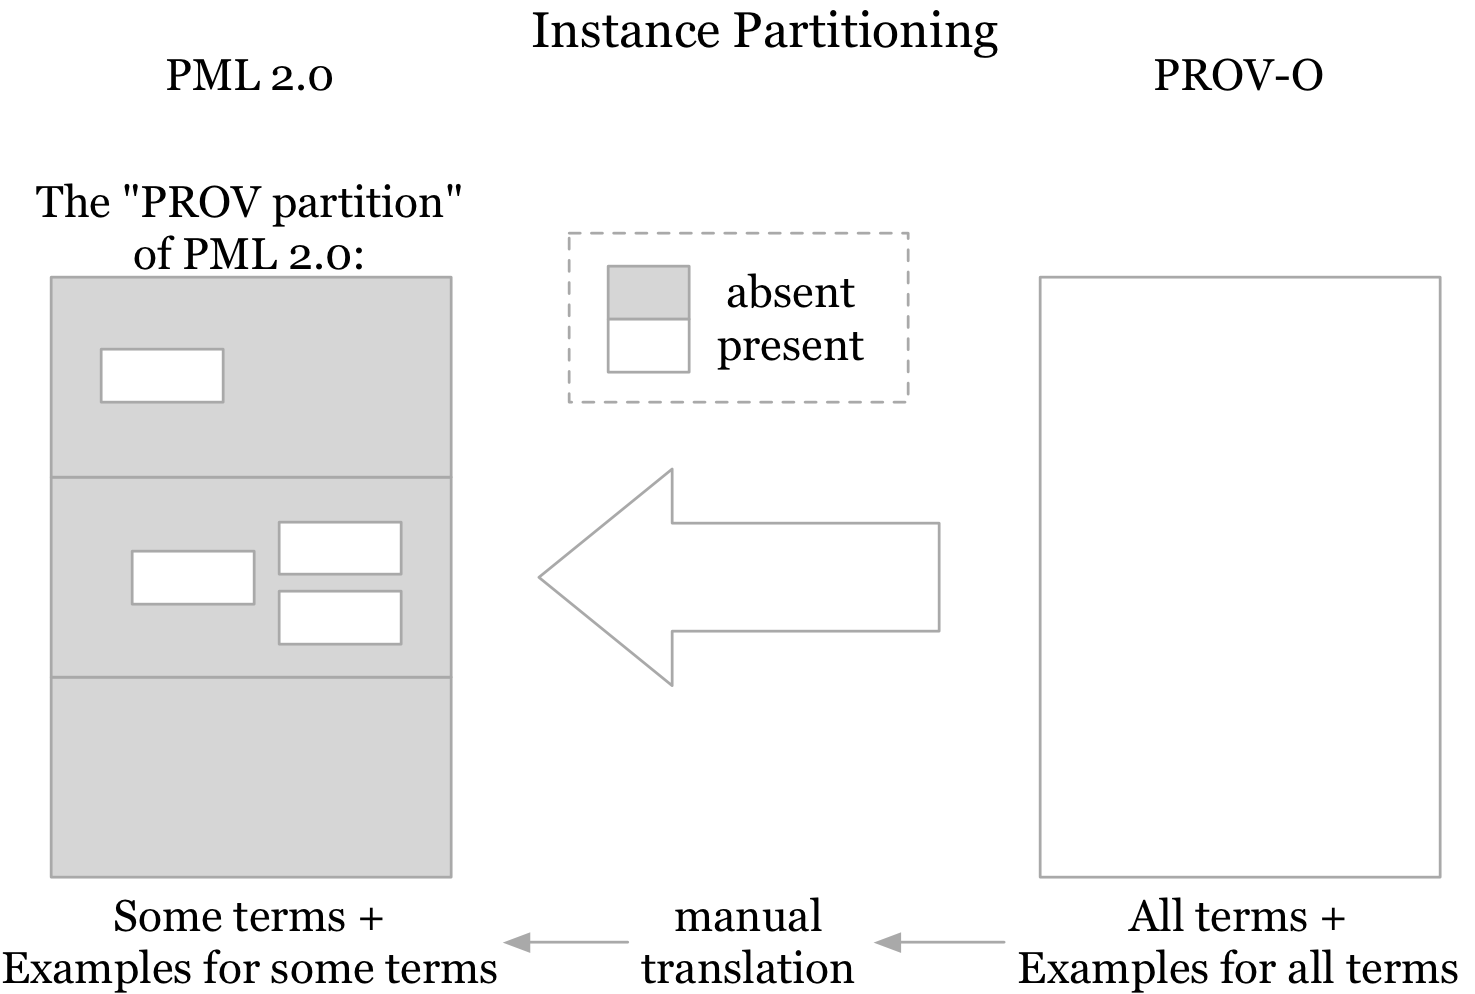 Instance Partitioning
PML 2.0
PROV-O
The "PROV partition"
of PML 2.0:
absent
present
Some terms +
Examples for some terms
manual
translation
All terms +
Examples for all terms